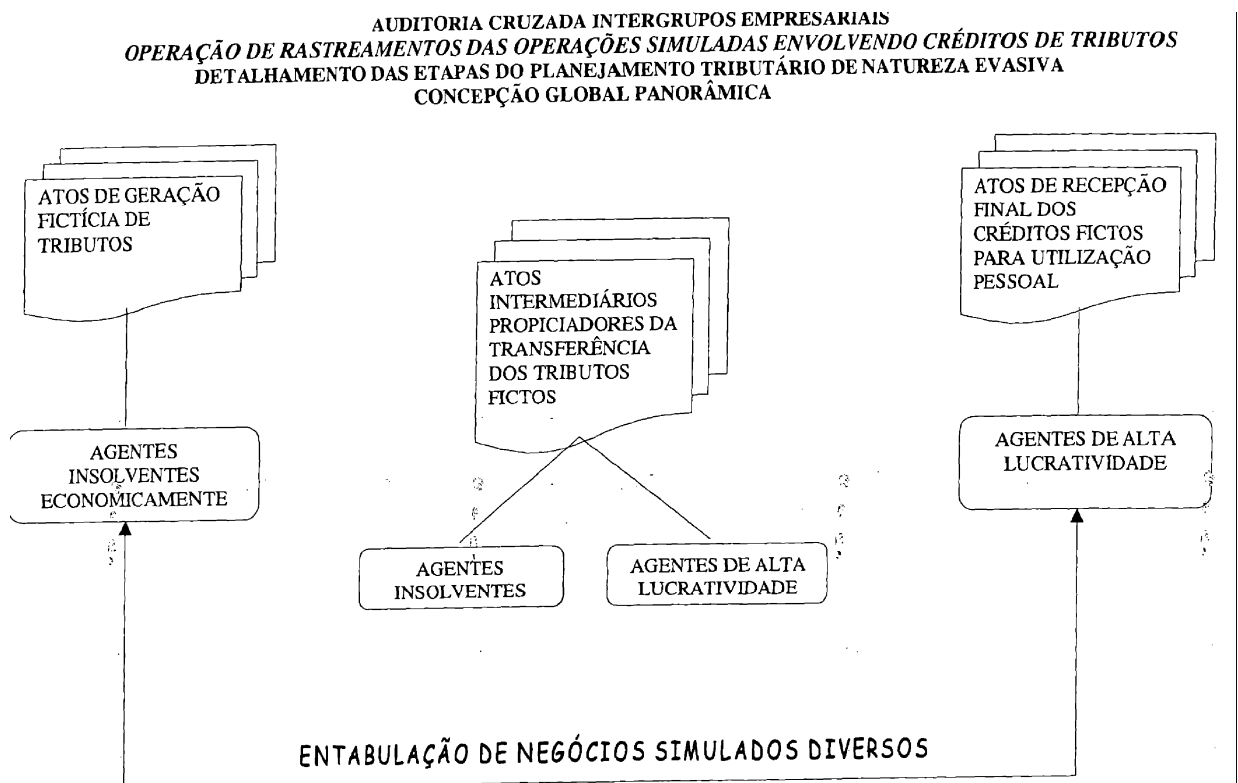 AUDITORIA CRUZADA INTERGRUPOS EMPRESARIAIS
OPERAÇÃO DE RASTREAMENTOS DAS OPERAÇÕES SIMULADAS ENVOLVENDO CRÉDITOS DE TRIBUTOS
DETALHAMENTO DAS ETAPAS DO PLANEJAMENTO TRIBUTÁRIO DE NATUREZA EVASIVA
CONCEPÇÃO GLOBAL PANORÂMICA
ATOS DE GERAÇÃO
FICTÍCIA DE
TRIBUTOS
ATOS
INTERMEDIÁRIOS
PROPICIADORES DA
TRANSFERÊNCIA
DOS TRIBUTOS
FICTOS
ATOS DE RECEPÇÃO
FINAL DOS
CRÉDITOS FICTOS
PARA UTILIZAÇÃO
PESSOAL
AGENTES
INSOLVENTES
ECONOMICAMENTE
AGENTES DE ALTA
LUCRATIVIDADE
AGENTES
INSOLVENTES
AGENTES DE ALTA
LUCRATIVIDADE
ENTABULAÇÃO DE NEGÓCIOS SIMULADOS DIVERSOS